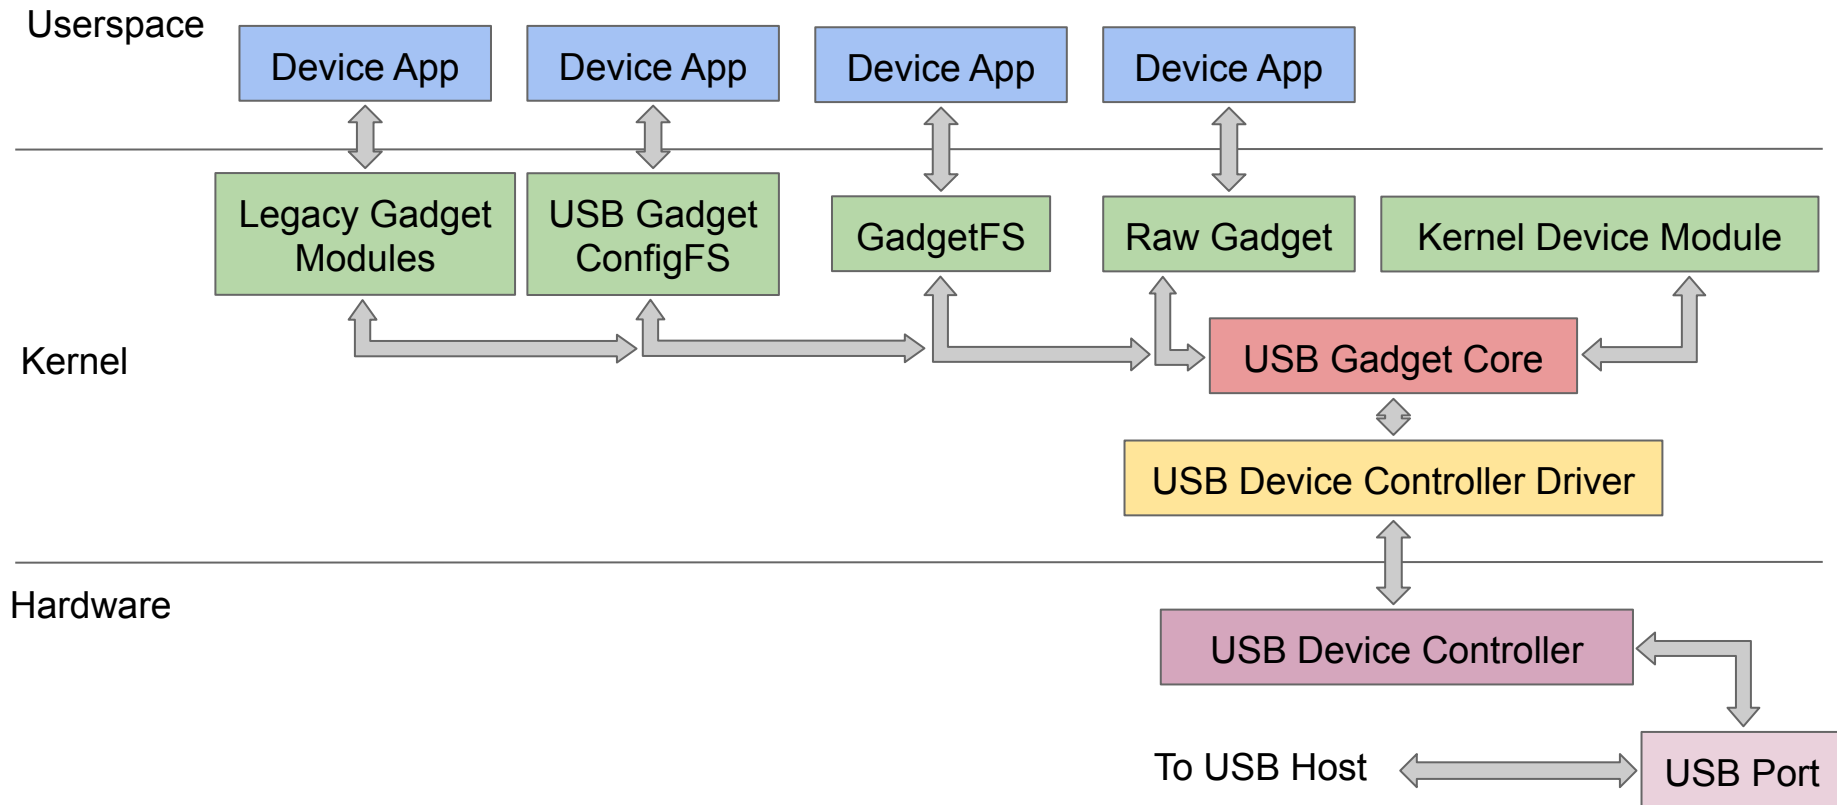 Userspace
Device App
Device App
Device App
Device App
Legacy Gadget
Modules
USB Gadget
ConfigFS
GadgetFS
Raw Gadget
Kernel Device Module
Kernel
USB Gadget Core
USB Device Controller Driver
Hardware
USB Device Controller
To USB Host
USB Port